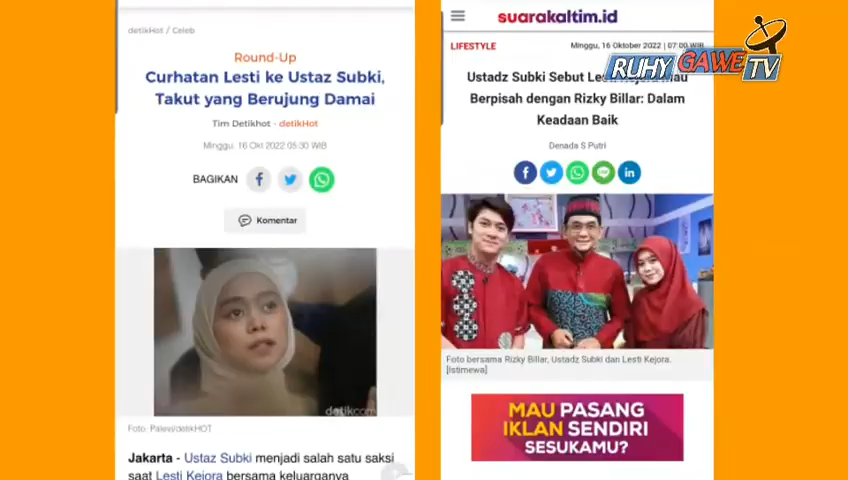 detikHot / Celeb
Round-Up
Curhatan Lesti ke Ustaz Subki,
Takut yang Berujung Damai
Tim Detikhot - detikHot
Minggu, 16 Okt 2022 05:30 WIB
BAGIKAN
Komentar
detikcom
Foto: Palevi/detikHOT
Jakarta - Ustaz Subki menjadi salah satu saksi
saat Lesti Kejora bersama keluarganya
suarakaltim.id
LIFESTYLE
Minggu, 16 Oktober 2022 | 07:00 WIB
RUHY GAWE TV
Ustadz Subki Sebut Kejora Mau
Berpisah dengan Rizky Billar: Dalam
Keadaan Baik
Denada S Putri
Foto bersama Rizky Billar, Ustadz Subki dan Lesti Kejora.
[Istimewa]
MAU PASANG
IKLAN SENDIRI
SESUKAMU?